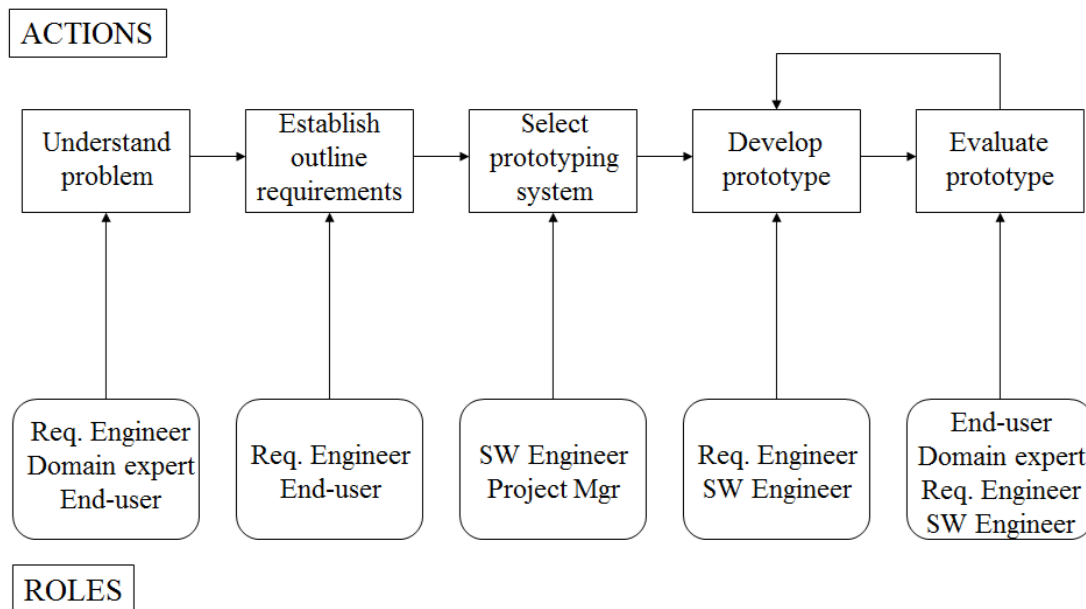 ACTIONS
Understand
problem
Establish
outline
requirements
Select
prototyping
system
Develop
prototype
Evaluate
prototype
Req. Engineer
Domain expert
End-user
Req. Engineer
End-user
SW Engineer
Project Mgr
Req. Engineer
SW Engineer
End-user
Domain expert
Req. Engineer
SW Engineer
ROLES